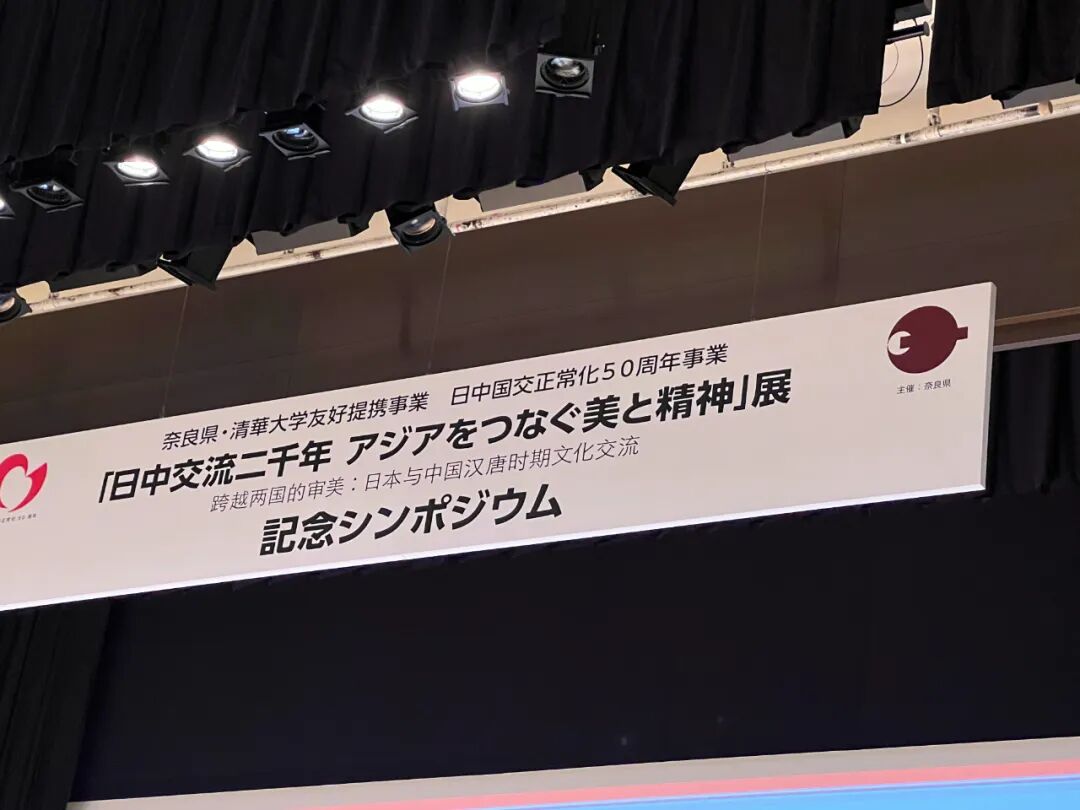 奈良県・清華大学友好提携事業　日中国交正常化５０周年事業
「日中交流二千年 アジアをつなぐ美と精神」展
跨越两国的审美：日本与中国汉唐时期文化交流
記念シンポジウム
主催：奈良県